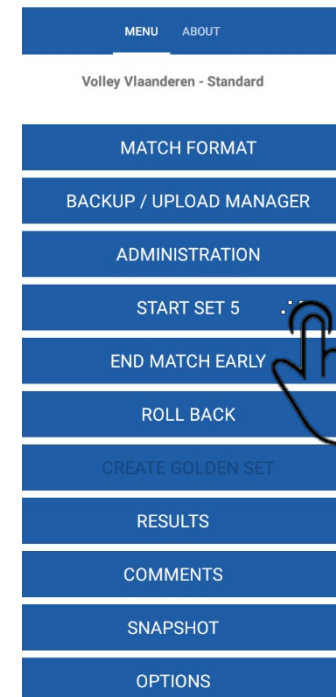 MENU ABOUT
Volley Vlaanderen - Standard
MATCH FORMAT
BACKUP / UPLOAD MANAGER
ADMINISTRATION
START SET 5
END MATCH EARLY
ROLL BACK
CREATE GOLDEN SET
RESULTS
COMMENTS
SNAPSHOT
OPTIONS